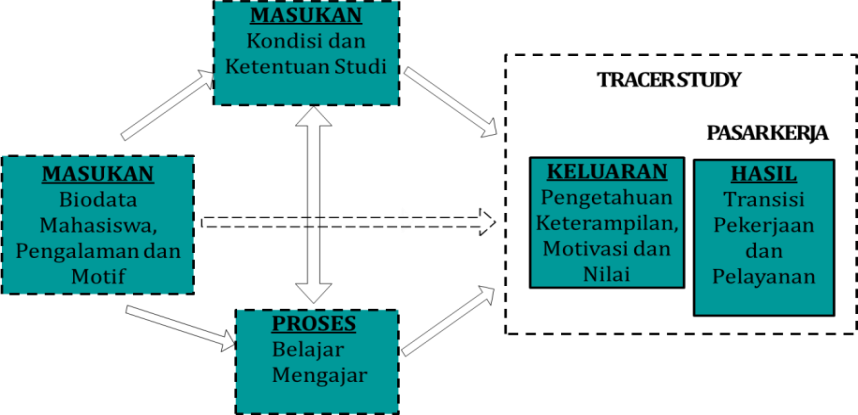 MASUKAN
Kondisi dan
Ketentuan Studi
TRACER STUDY
PASAR KERJA
MASUKAN
Biodata
Mahasiswa,
Pengalaman dan
Motif
KELUARAN
Pengetahuan
Keterampilan,
Motivasi dan
Nilai
HASIL
Transisi
Pekerjaan
dan
Pelayanan
PROSES
Belajar
Mengajar